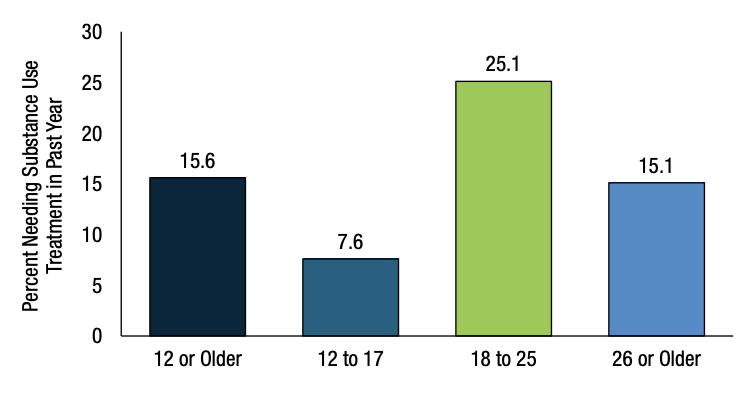 Percent Needing Substance Use
Treatment in Past Year
30
25
20
15
10
5
0
15.6
7.6
25.1
15.1
12 or Older
12 to 17
18 to 25
26 or Older